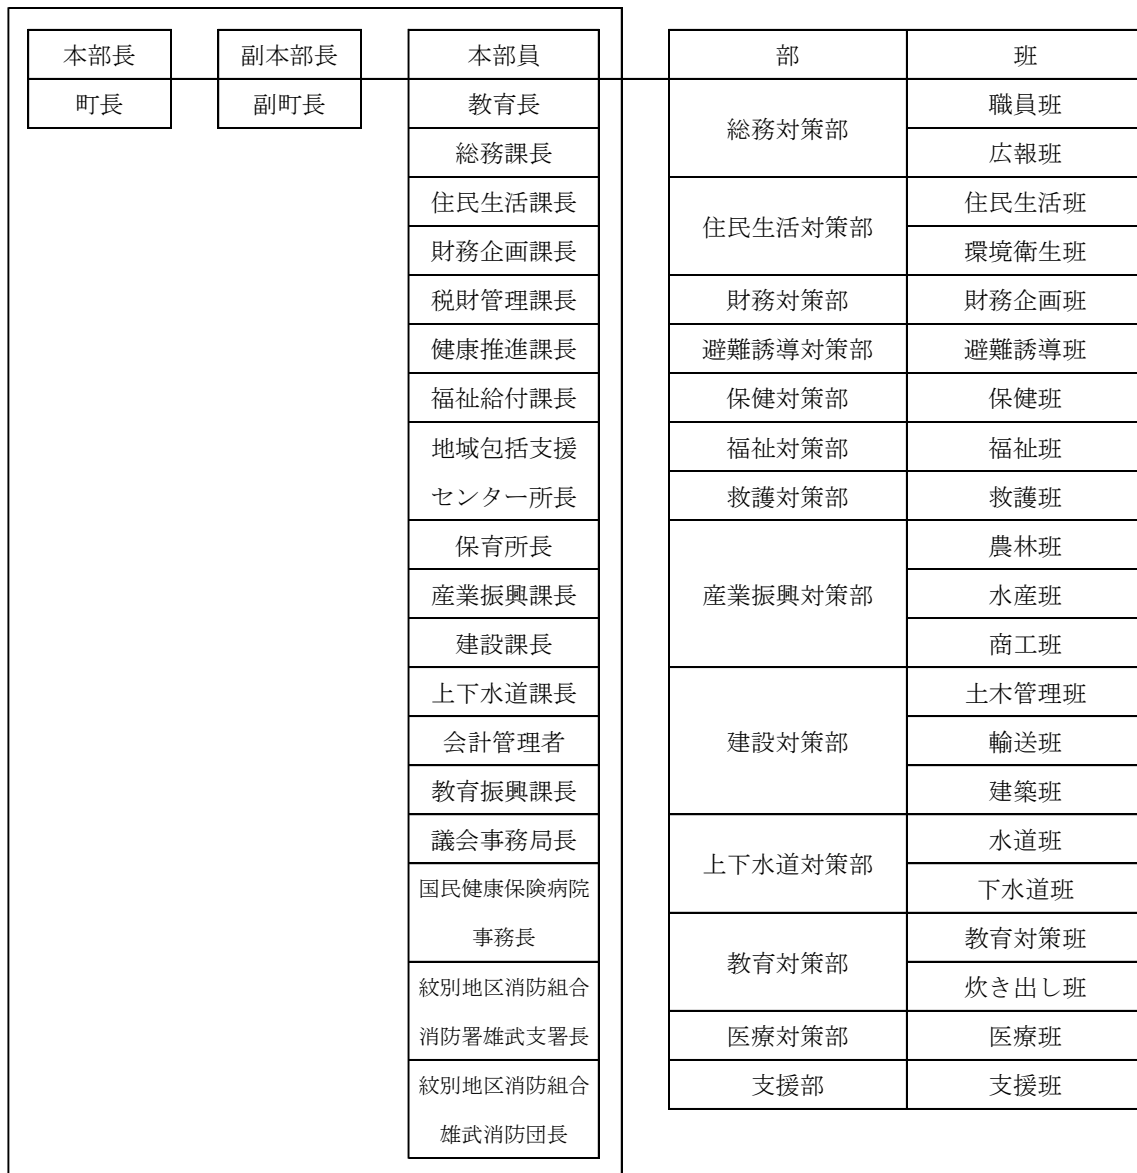 本部長
町長
副本部長
副町長
本部員
教育長
総務課長
住民生活課長
財務企画課長
税財管理課長
健康推進課長
福祉給付課長
地域包括支援
センター所長
保育所長
産業振興課長
建設課長
上下水道課長
会計管理者
教育振興課長
議会事務局長
国民健康保険病院
事務長
紋別地区消防組合
消防署雄武支署長
紋別地区消防組合
雄武消防団長
部 班
総務対策部 職員班
広報班
住民生活対策部 住民生活班
環境衛生班
財務対策部 財務企画班
避難誘導対策部 避難誘導班
保健対策部 保健班
福祉対策部 福祉班
救護対策部 救護班
産業振興対策部 農林班
水産班
商工班
建設対策部 土木管理班
輸送班
建築班
上下水道対策部 水道班
下水道班
教育対策部 教育対策班
炊き出し班
医療対策部 医療班
支援部 支援班